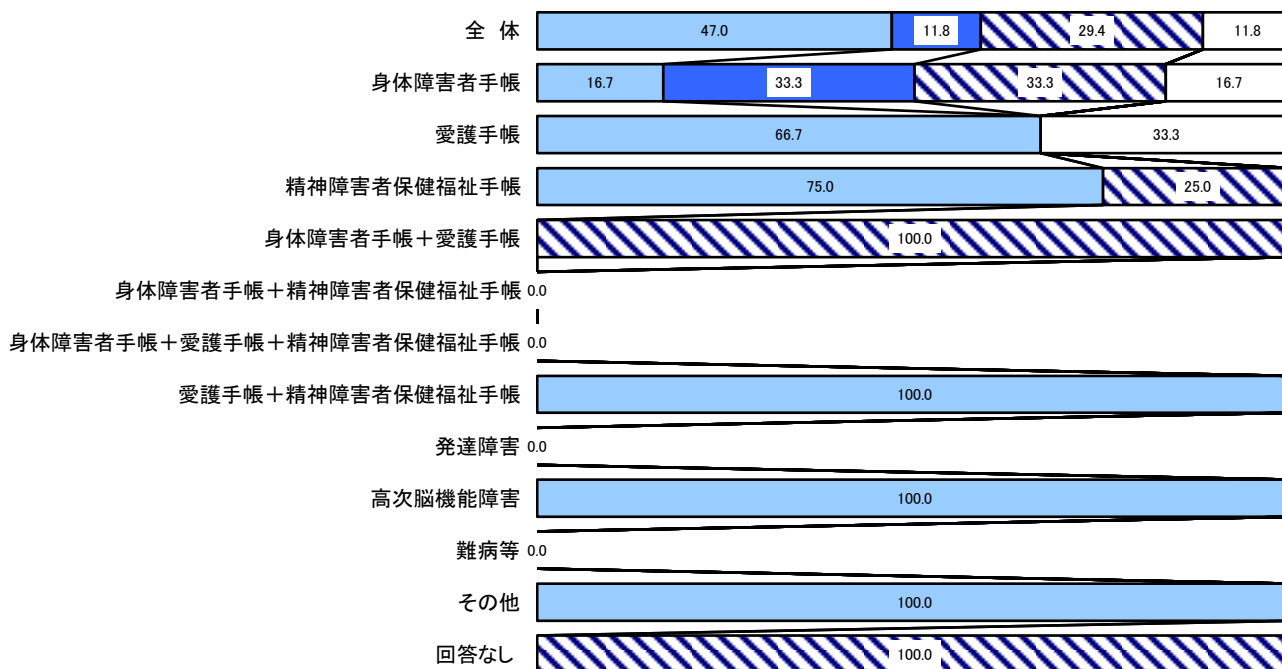 全 体 47.0 11.8 29.4 11.8
身体障害者手帳 16.7 33.3 33.3 16.7
愛護手帳 66.7 33.3
精神障害者保健福祉手帳 75.0 25.0
身体障害者手帳＋愛護手帳 100.0
身体障害者手帳＋精神障害者保健福祉手帳 0.0
身体障害者手帳＋愛護手帳＋精神障害者保健福祉手帳 0.0
愛護手帳＋精神障害者保健福祉手帳 100.0
発達障害 0.0
高次脳機能障害 100.0
難病等 0.0
その他 100.0
回答なし 100.0